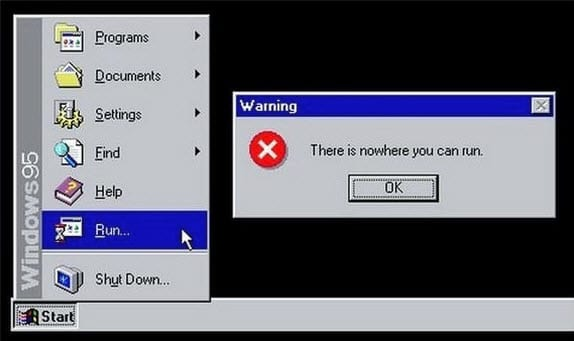 Programs
Documents
Settings
Find
Help
Run...
Shut Down...
Windows95
Start
Warning
There is nowhere you can run.
OK